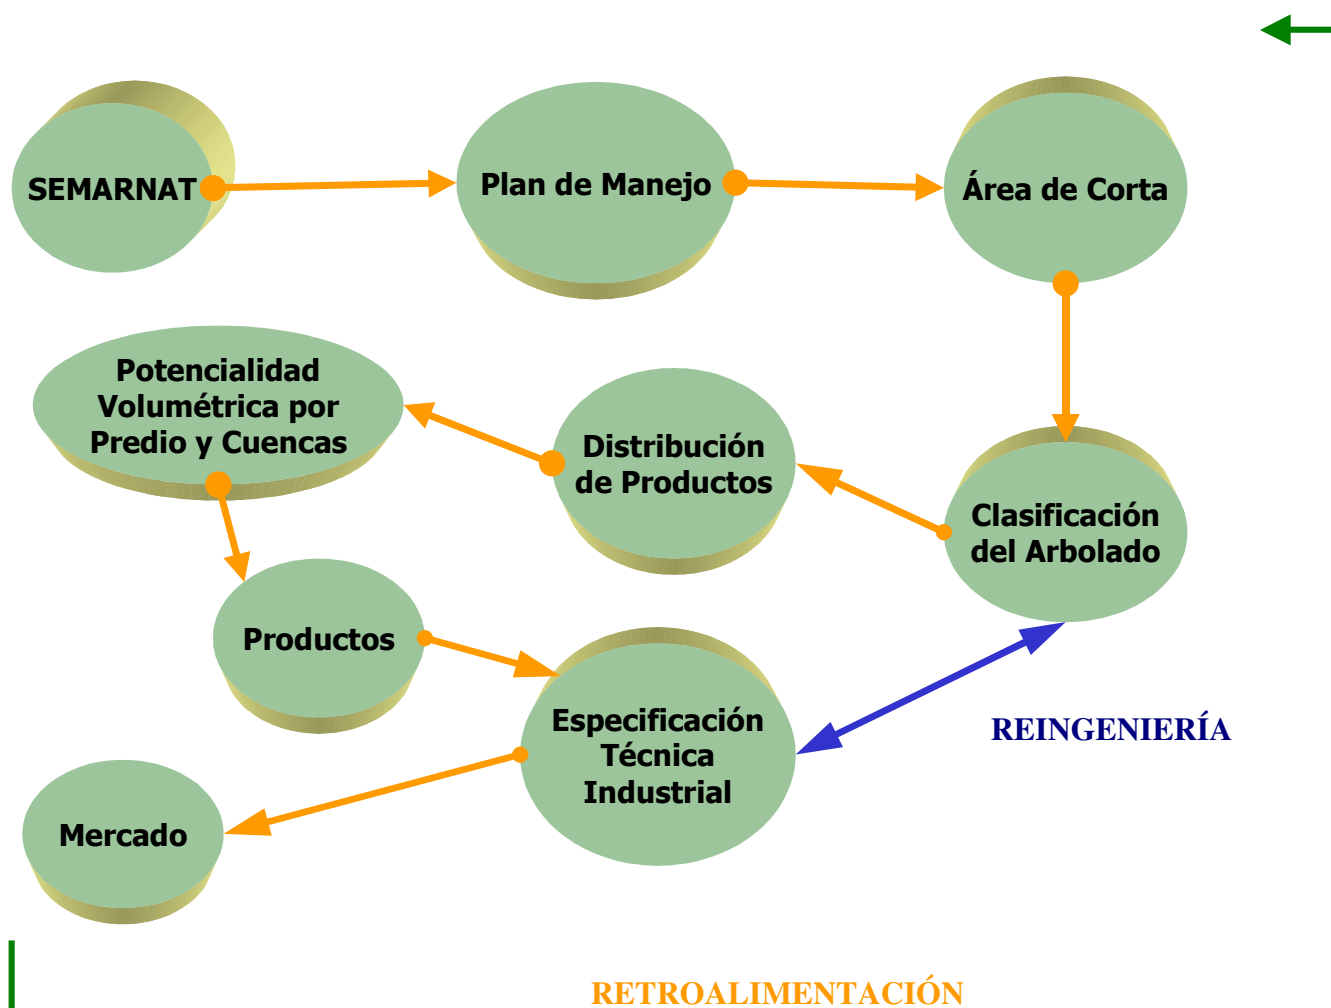 SEMARNAT
Plan de Manejo
Área de Corta
Potencialidad
Volumétrica por
Predio y Cuencas
Distribución
de Productos
Clasificación
del Arbolado
Productos
Especificación
Técnica
Industrial
REINGENIERÍA
Mercado
RETROALIMENTACIÓN